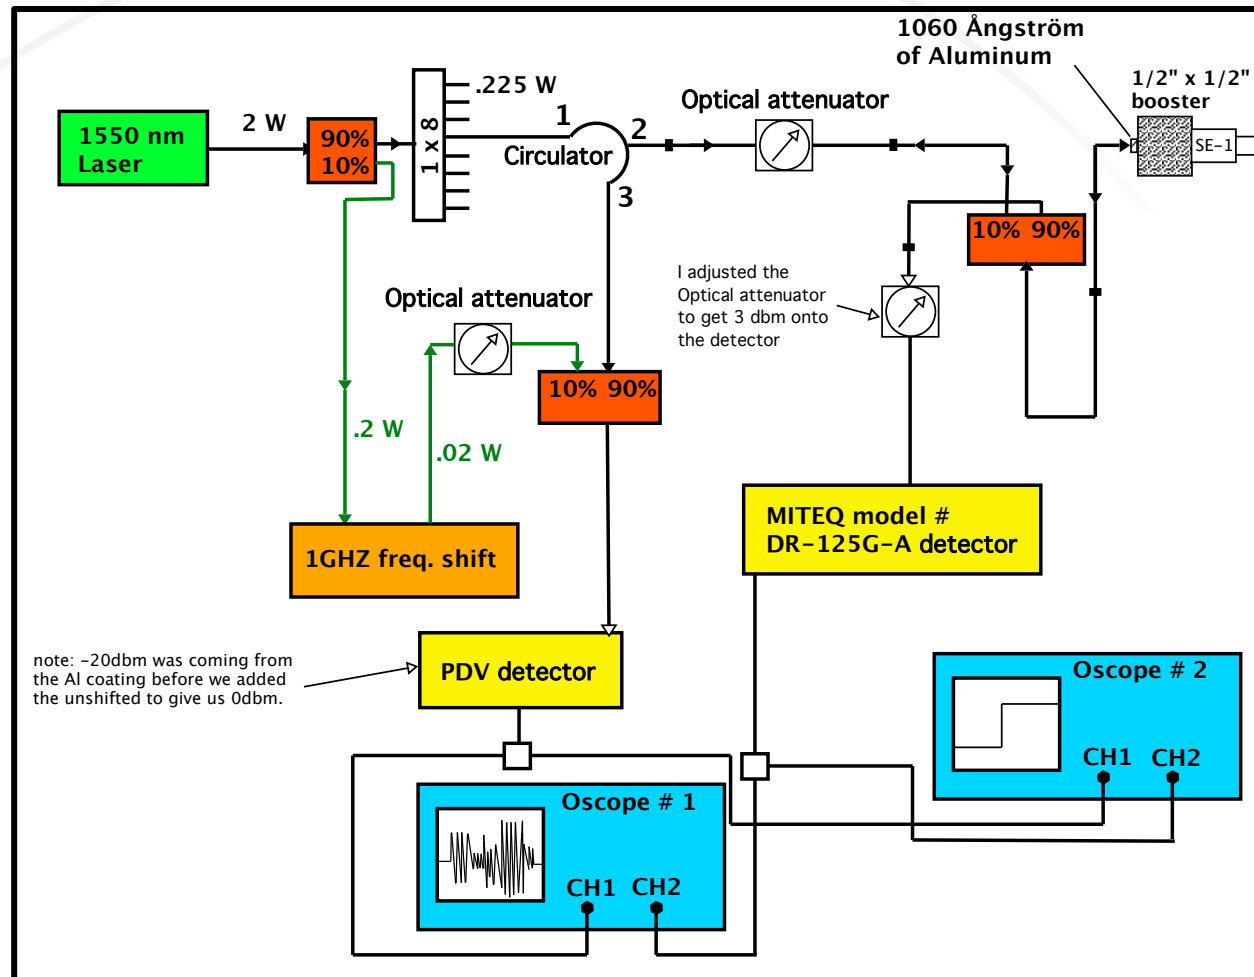 1060 Ångström
of Aluminum
1/2" x 1/2"
booster
SE-1
.225 W
Optical attenuator
2 W
1550 nm
Laser
90%
10%
1 x 8
1
2
Circulator
3
10% 90%
I adjusted the
Optical attenuator
to get 3 dbm onto
the detector
Optical attenuator
10% 90%
.2 W
.02 W
MITEQ model #
DR-125G-A detector
1GHZ freq. shift
note: -20dbm was coming from
the Al coating before we added
the unshifted to give us 0dbm.
PDV detector
Oscope # 2
CH1
CH2
Oscope # 1
CH1
CH2